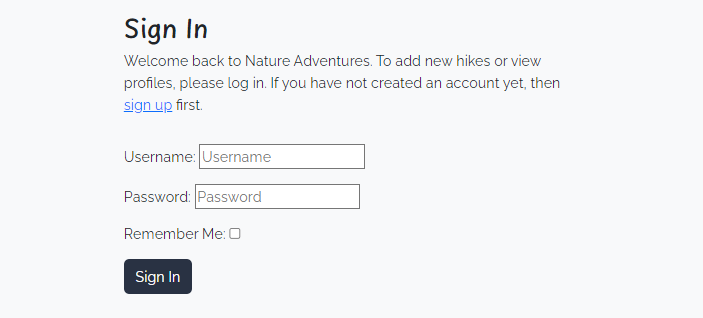 Sign In
Welcome back to Nature Adventures. To add new hikes or view
profiles, please log in. If you have not created an account yet, then
sign up first.
Username: Username
Password: Password
Remember Me:
Sign In